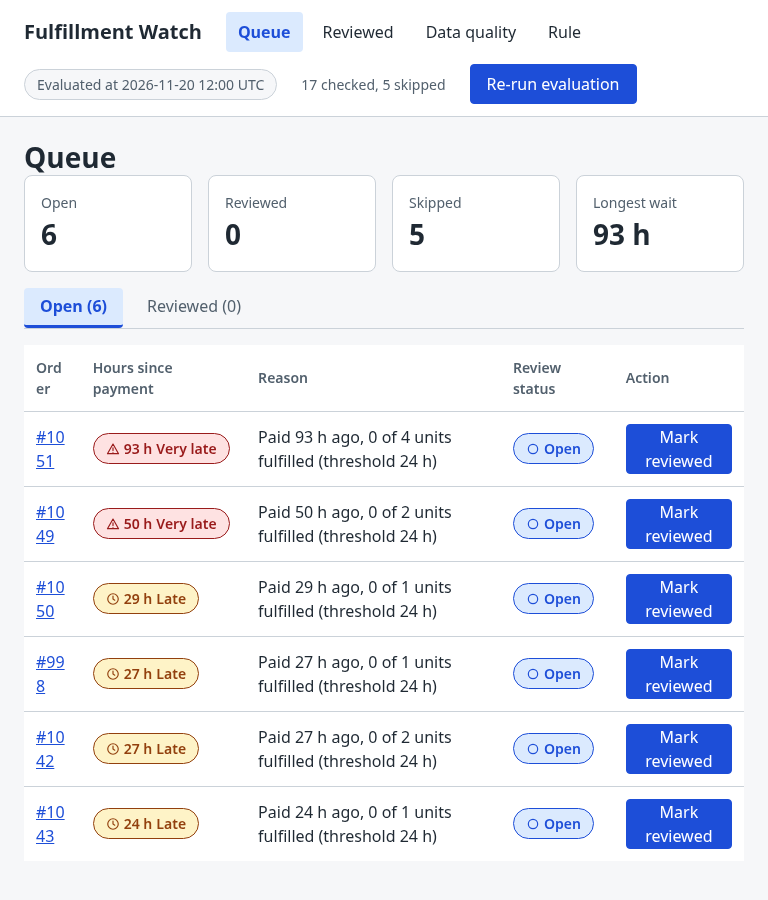 Fulfillment Watch
Queue
Reviewed
Data quality
Rule
Evaluated at 2026-11-20 12:00 UTC
17 checked, 5 skipped
Re-run evaluation
Queue
Open
6
Reviewed
0
Skipped
5
Longest wait
93 h
Open (6)
Reviewed (0)
Ord
er
Hours since
payment
Reason
Review
status
Action
#10
51
93 h Very late
Paid 93 h ago, 0 of 4 units
fulfilled (threshold 24 h)
Open
Mark
reviewed
#10
49
50 h Very late
Paid 50 h ago, 0 of 2 units
fulfilled (threshold 24 h)
Open
Mark
reviewed
#10
50
29 h Late
Paid 29 h ago, 0 of 1 units
fulfilled (threshold 24 h)
Open
Mark
reviewed
#99
8
27 h Late
Paid 27 h ago, 0 of 1 units
fulfilled (threshold 24 h)
Open
Mark
reviewed
#10
42
27 h Late
Paid 27 h ago, 0 of 2 units
fulfilled (threshold 24 h)
Open
Mark
reviewed
#10
43
24 h Late
Paid 24 h ago, 0 of 1 units
fulfilled (threshold 24 h)
Open
Mark
reviewed